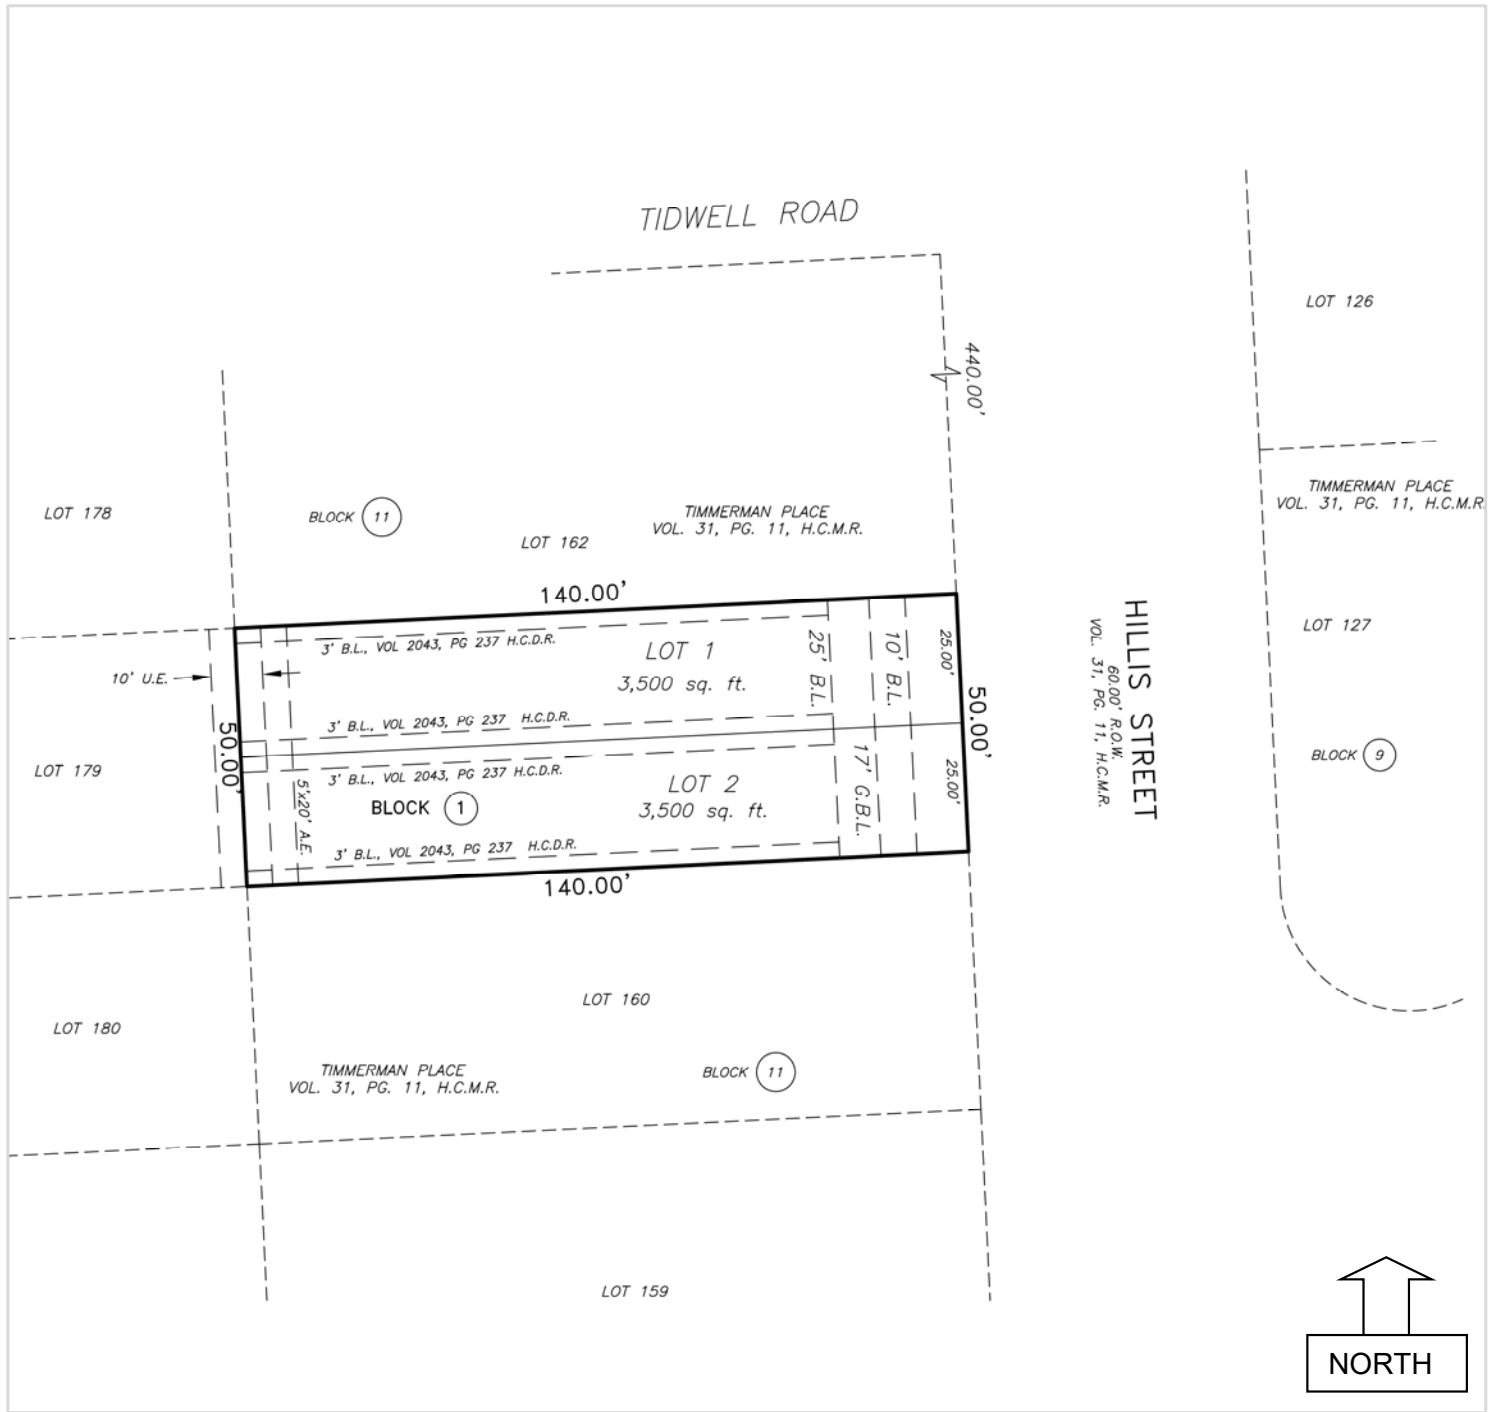 TIDWELL ROAD
LOT 126
440.00'
TIMMERMAN PLACE
VOL. 31, PG. 11, H.C.M.R.
LOT 178
BLOCK 11
TIMMERMAN PLACE
VOL. 31, PG. 11, H.C.M.R.
LOT 162
140.00'
HILLIS STREET
60.00' R.O.W.
VOL. 31, PG. 11, H.C.M.R.
LOT 127
3' B.L., VOL 2043, PG 237 H.C.D.R.
LOT 1
3,500 sq. ft.
25' B.L.
10' B.L.
25.00'
10' U.E.
3' B.L., VOL 2043, PG 237 H.C.D.R.
50.00'
50.00'
BLOCK 9
LOT 179
3' B.L., VOL 2043, PG 237 H.C.D.R.
LOT 2
3,500 sq. ft.
17' G.B.L.
25.00'
5'x20' A.E.
BLOCK 1
3' B.L., VOL 2043, PG 237 H.C.D.R.
140.00'
LOT 160
LOT 180
TIMMERMAN PLACE
VOL. 31, PG. 11, H.C.M.R.
BLOCK 11
LOT 159
NORTH